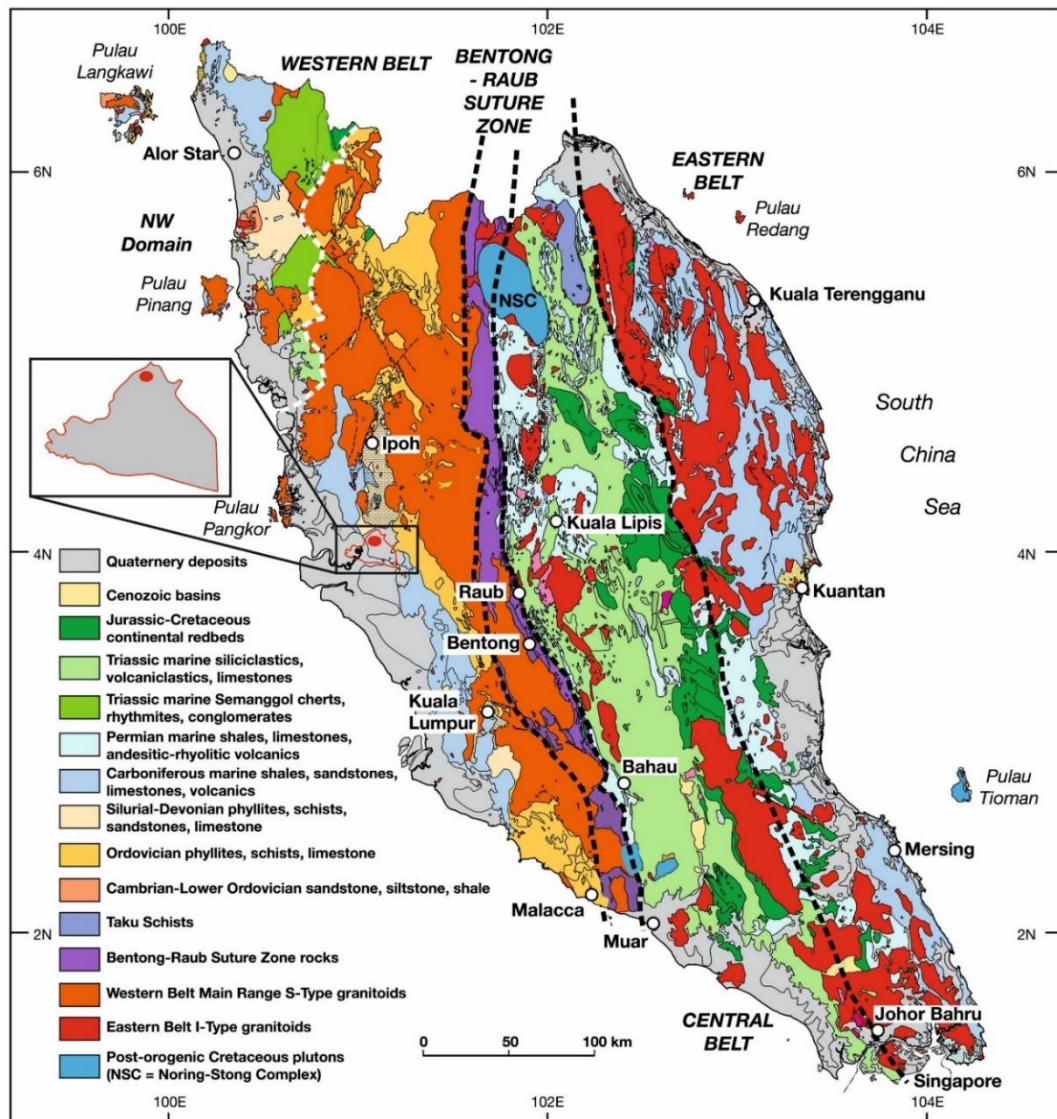 100E
102E
104E
Pulau
Langkawi
WESTERN BELT
BENTONG
- RAUB
SUTURE
ZONE
Alor Star
6N
6N
EASTERN
BELT
Pulau
Redang
NW
Domain
Pulau
Pinang
NSC
Kuala Terengganu
Ipoh
South
China
Sea
Pulau
Pangkor
Kuala Lipis
4N
4N
Quaternery deposits
Cenozoic basins
Jurassic-Cretaceous
continental redbeds
Triassic marine siliciclastics,
volcaniclastics, limestones
Triassic marine Semanggol cherts,
rhythmites, conglomerates
Permian marine shales, limestones,
andesitic-rhyolitic volcanics
Carboniferous marine shales, sandstones,
limestones, volcanics
Silurial-Devonian phyllites, schists,
sandstones, limestone
Ordovician phyllites, schists, limestone
Cambrian-Lower Ordovician sandstone, siltstone, shale
Taku Schists
Bentong-Raub Suture Zone rocks
Western Belt Main Range S-Type granitoids
Eastern Belt I-Type granitoids
Post-orogenic Cretaceous plutons
(NSC = Noring-Stong Complex)
Raub
Kuantan
Bentong
Kuala
Lumpur
Bahau
Pulau
Tioman
Mersing
Malacca
Muar
2N
2N
CENTRAL
BELT
Johor Bahru
0 50 100 km
Singapore
100E
102E
104E